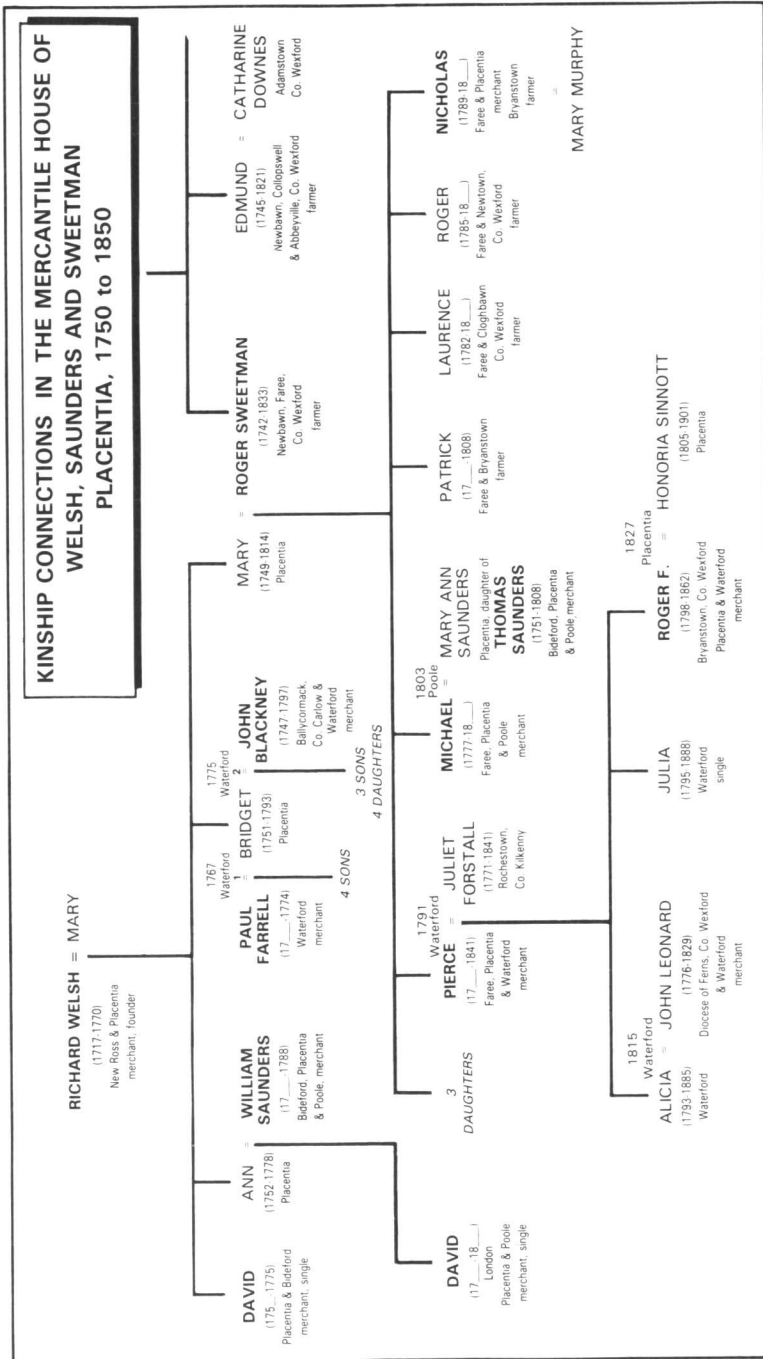 KINSHIP CONNECTIONS IN THE MERCANTILE HOUSE OF
WELSH, SAUNDERS AND SWEETMAN
PLACENTIA, 1750 to 1850
RICHARD WELSH = MARY
(1717-1770)
New Ross & Placentia
merchant, founder
DAVID
(175_-1775)
Placentia & Bideford
merchant, single
ANN
(1752-1778)
Placentia
=
WILLIAM
SAUNDERS
(17__-1788)
Bideford, Placentia
& Poole, merchant
PAUL
FARRELL
(17__-1774)
Waterford
merchant
1767
Waterford
1
=
4 SONS
BRIDGET
(1751-1793)
Placentia
1775
Waterford
2
=
3 SONS
4 DAUGHTERS
JOHN
BLACKNEY
(1747-1797)
Ballycormack,
Co. Carlow &
Waterford
merchant
MARY
(1749-1814)
Placentia
=
ROGER SWEETMAN
(1742-1833)
Newbawn, Faree,
Co. Wexford
farmer
EDMUND
(1745-1821)
Newbawn, Collopswell
& Abbeyville, Co. Wexford
farmer
=
CATHARINE
DOWNES
Adamstown
Co. Wexford
DAVID
(17__-18__)
London
Placentia & Poole
merchant, single
3
DAUGHTERS
PIERCE
(17__-1841)
Faree, Placentia
& Waterford
merchant
1791
Waterford
=
JULIET
FORSTALL
(1771-1841)
Rochestown,
Co. Kilkenny
MICHAEL
(1777-18__)
Faree, Placentia
& Poole
merchant
1803
Poole
=
MARY ANN
SAUNDERS
Placentia, daughter of
THOMAS
SAUNDERS
(1751-1808)
Bideford, Placentia
& Poole, merchant
PATRICK
(17__-1808)
Faree & Bryanstown
farmer
LAURENCE
(1782-18__)
Faree & Cloghbawn
Co. Wexford
farmer
ROGER
(1785-18__)
Faree & Newtown,
Co. Wexford
farmer
NICHOLAS
(1789-18__)
Faree & Placentia
merchant
Bryanstown
farmer
=
MARY MURPHY
ALICIA
(1793-1885)
Waterford
1815
Waterford
=
JOHN LEONARD
(1776-1829)
Diocese of Ferns, Co. Wexford
& Waterford
merchant
JULIA
(1795-1888)
Waterford
single
ROGER F.
(1798-1862)
Bryanstown, Co. Wexford
Placentia & Waterford
merchant
1827
Placentia
=
HONORIA SINNOTT
(1805-1901)
Placentia